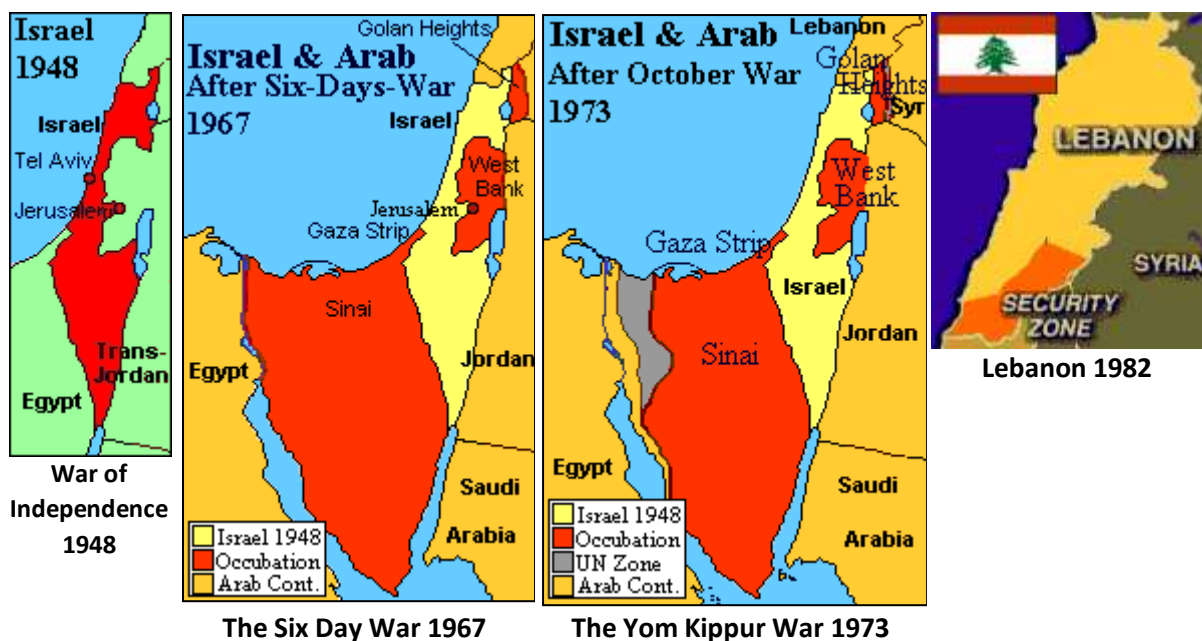 Israel
1948
Israel
Tel Aviv
Jerusalem
Trans-
Jordan
Egypt
War of
Independence
1948
Golan Heights
Israel & Arab
After Six-Days-War
1967
Israel
West
Bank
Jerusalem
Gaza Strip
Sinai
Egypt
Jordan
Saudi
Arabia
Israel 1948
Occubation
Arab Cont.
The Six Day War 1967
Israel & Arab
After October War
1973
Lebanon
Golan
Heights
Syr
West
Bank
Gaza Strip
Israel
Sinai
Jordan
Egypt
Saudi
Arabia
Israel 1948
Occubation
UN Zone
Arab Cont.
The Yom Kippur War 1973
LEBANON
SYRIA
SECURITY
ZONE
Lebanon 1982